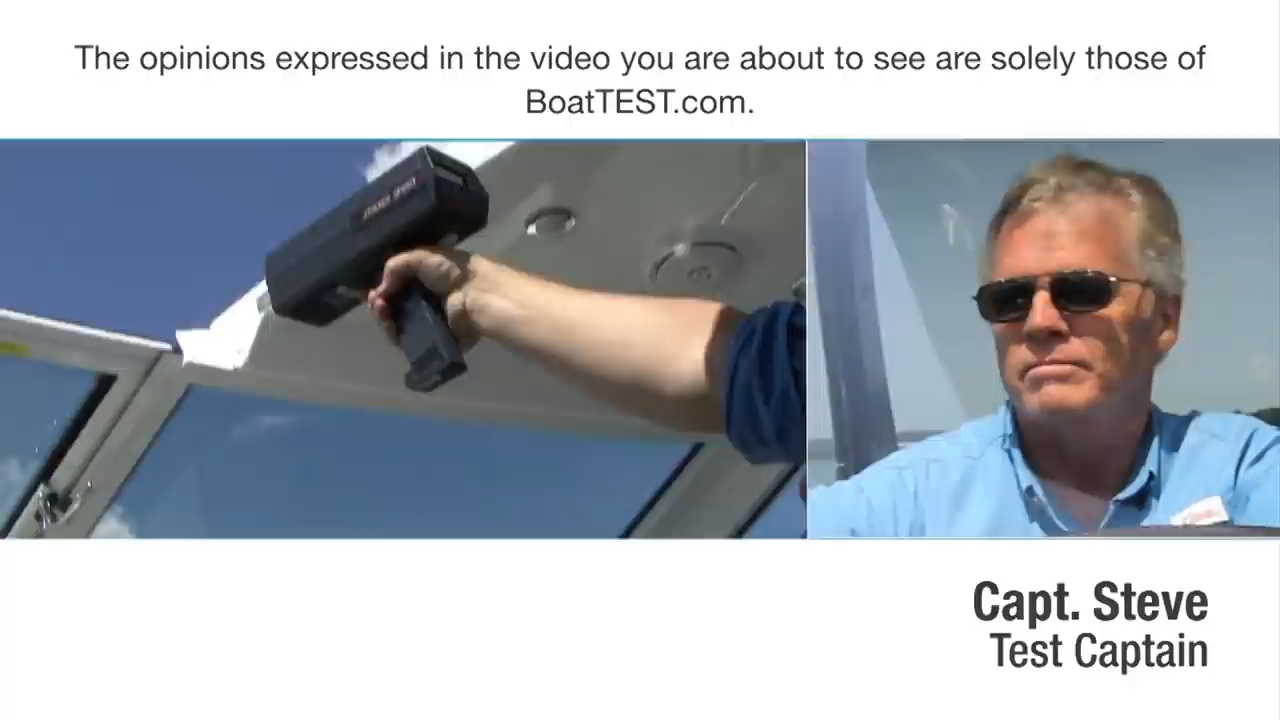 The opinions expressed in the video you are about to see are solely those of
BoatTEST.com.
Capt. Steve
Test Captain